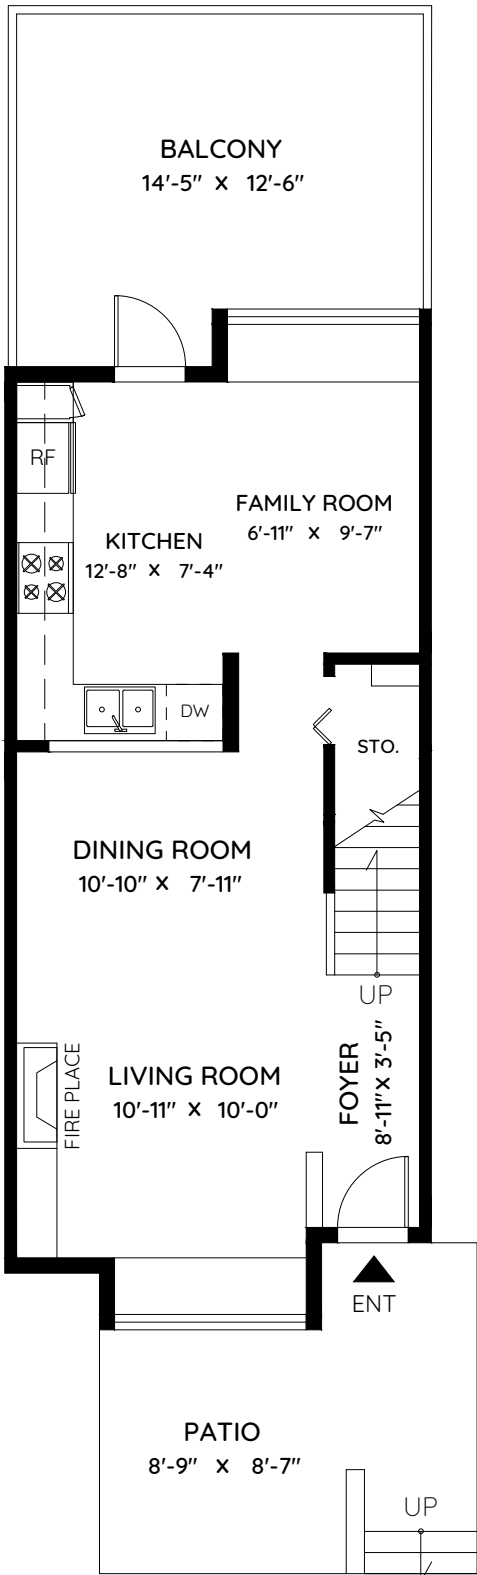 BALCONY
14'-5" x 12'-6"
RF
FAMILY ROOM
6'-11" x 9'-7"
KITCHEN
12'-8" x 7'-4"
DW
STO.
DINING ROOM
10'-10" x 7'-11"
UP
FIRE PLACE
LIVING ROOM
10'-11" x 10'-0"
FOYER
8'-11" x 3'-5"
ENT
PATIO
8'-9" x 8'-7"
UP